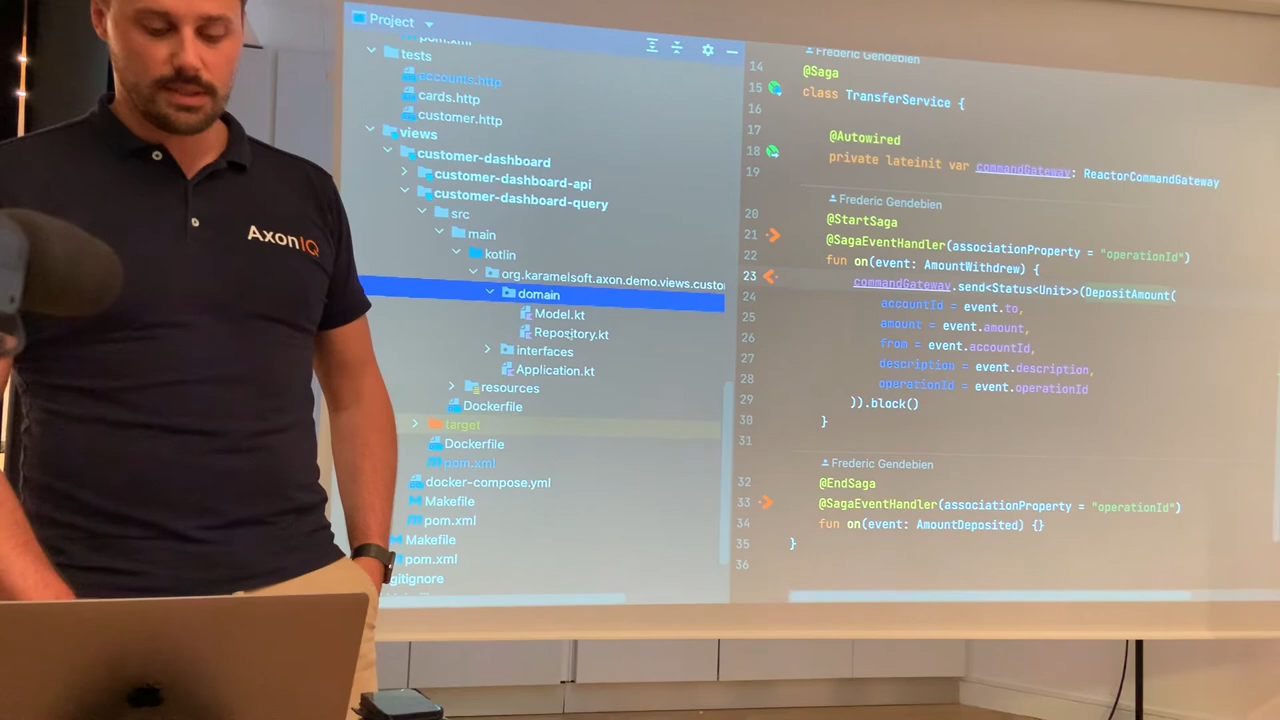 AxonIQ
Project
pom.xml
tests
accounts.http
cards.http
customer.http
views
customer-dashboard
customer-dashboard-api
customer-dashboard-query
src
main
kotlin
org.karamelsoft.axon.demo.views.custo
domain
Model.kt
Repository.kt
interfaces
Application.kt
resources
Dockerfile
target
Dockerfile
pom.xml
docker-compose.yml
Makefile
pom.xml
Makefile
pom.xml
gitignore
Frederic Gendebien
14 @Saga
15 class TransferService {
16
17 @Autowired
18 private lateinit var commandGateway: ReactorCommandGateway
19
Frederic Gendebien
20 @StartSaga
21 @SagaEventHandler(associationProperty = "operationId")
22 fun on(event: AmountWithdrew) {
23 commandGateway.send<Status<Unit>>(DepositAmount(
24 accountId = event.to,
25 amount = event.amount,
26 from = event.accountId,
27 description = event.description,
28 operationId = event.operationId
29 )).block()
30 }
31
Frederic Gendebien
32 @EndSaga
33 @SagaEventHandler(associationProperty = "operationId")
34 fun on(event: AmountDeposited) {}
35 }
36